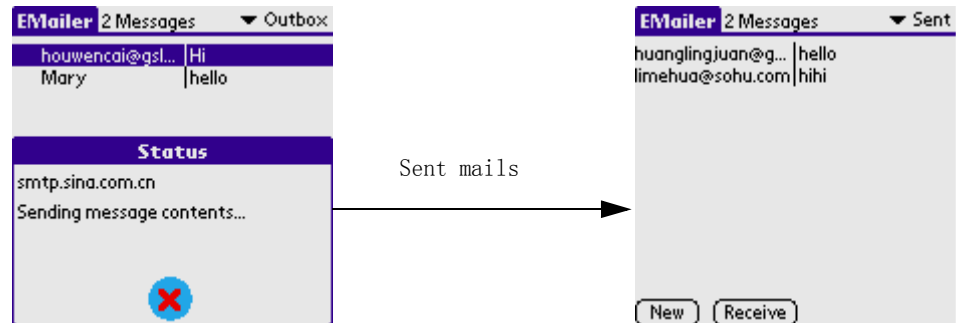 EMailer 2 Messages Outbox
houwencai@gsl... Hi
Mary hello
Status
smtp.sina.com.cn
Sending message contents...
Sent mails
EMailer 2 Messages Sent
huanglingjuan@g... hello
limehua@sohu.com hihi
New Receive